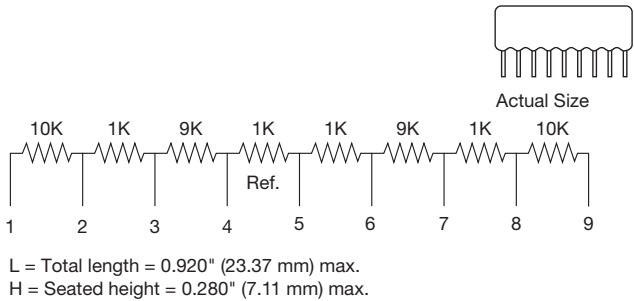 Actual Size
10K 1K 9K 1K 1K 9K 1K 10K
Ref.
1 2 3 4 5 6 7 8 9
L = Total length = 0.920" (23.37 mm) max.
H = Seated height = 0.280" (7.11 mm) max.